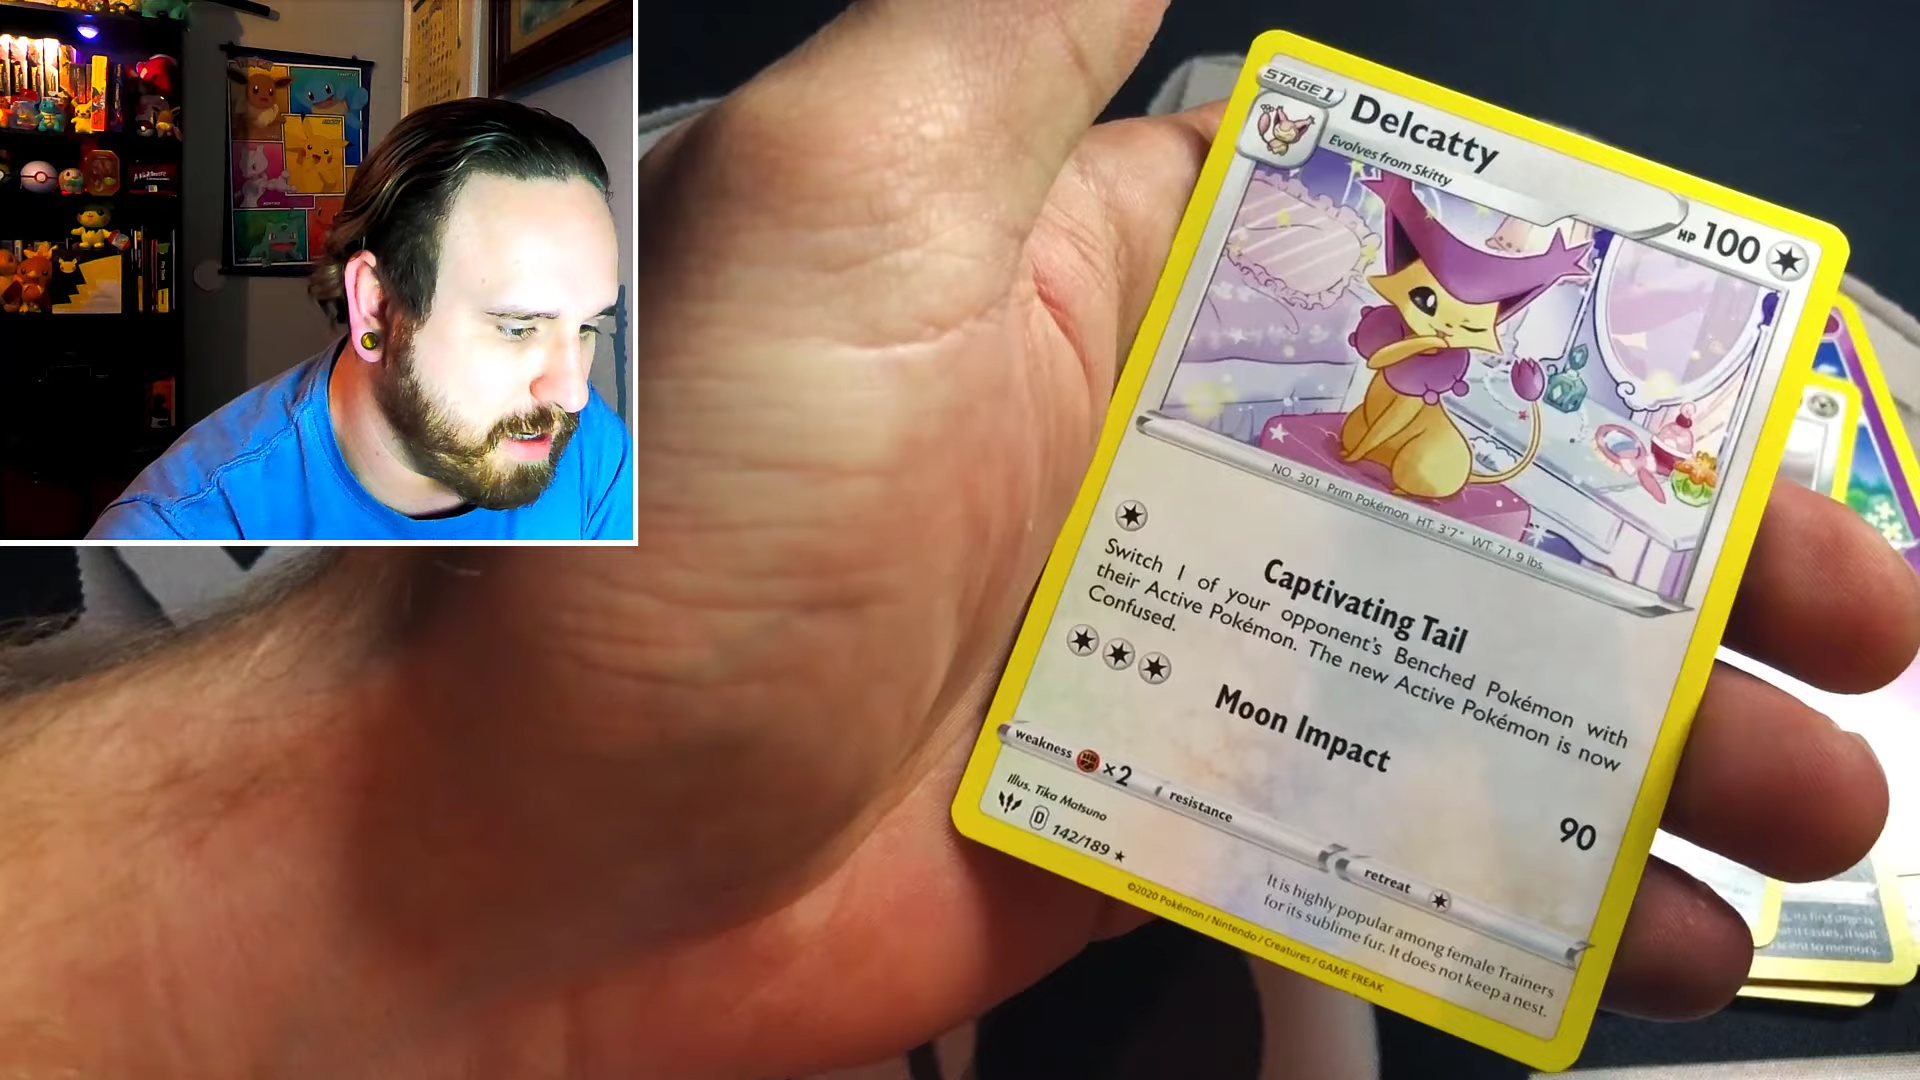 STAGE 1
Delcatty
Evolves from Skitty
HP 100
NO. 301 Prim Pokémon HT: 3'7" WT: 71.9 lbs.
Captivating Tail
Switch 1 of your opponent's Benched Pokémon with
their Active Pokémon. The new Active Pokémon is now
Confused.
Moon Impact
90
weakness ×2
resistance
retreat
Illus. Tika Matsuno
D 142/189 ★
It is highly popular among female Trainers
for its sublime fur. It does not keep a nest.
©2020 Pokémon / Nintendo / Creatures / GAME FREAK
scent to memory.